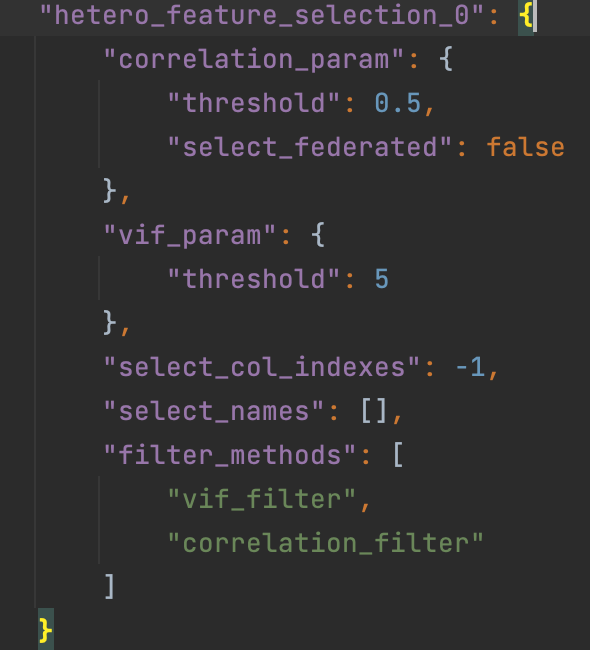 "hetero_feature_selection_0": {
"correlation_param": {
"threshold": 0.5,
"select_federated": false
},
"vif_param": {
"threshold": 5
},
"select_col_indexes": -1,
"select_names": [],
"filter_methods": [
"vif_filter",
"correlation_filter"
]
}